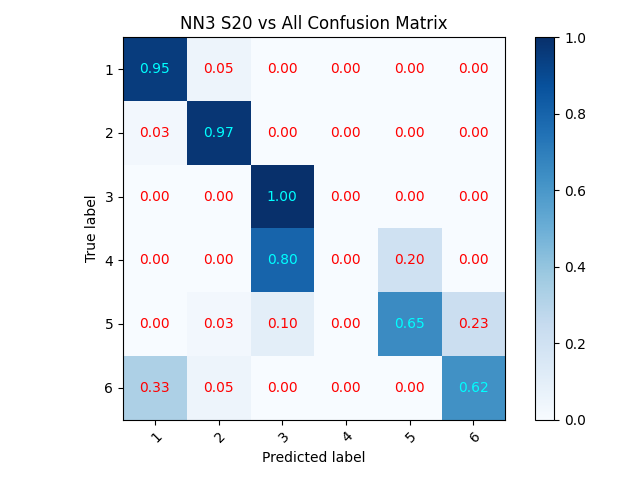 NN3 S20 vs All Confusion Matrix
1 0.95 0.05 0.00 0.00 0.00 0.00
2 0.03 0.97 0.00 0.00 0.00 0.00
3 0.00 0.00 1.00 0.00 0.00 0.00
4 0.00 0.00 0.80 0.00 0.20 0.00
5 0.00 0.03 0.10 0.00 0.65 0.23
6 0.33 0.05 0.00 0.00 0.00 0.62
1 2 3 4 5 6
Predicted label
True label
1.0
0.8
0.6
0.4
0.2
0.0